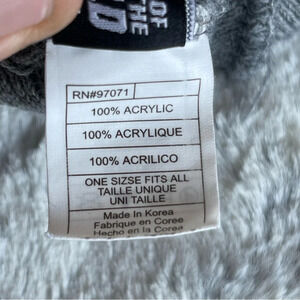 OF
THE
RN#97071
100% ACRYLIC
100% ACRYLIQUE
100% ACRILICO
ONE SIZSE FITS ALL
TAILLE UNIQUE
UNI TAILLE
Made In Korea
Fabrique en Coree
Hecho en la Corea